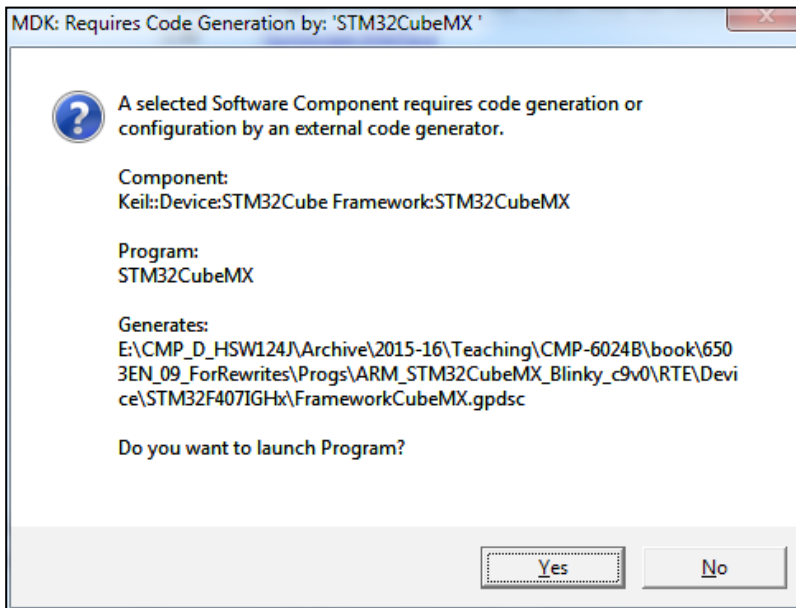 MDK: Requires Code Generation by: 'STM32CubeMX '
A selected Software Component requires code generation or
configuration by an external code generator.
Component:
Keil::Device:STM32Cube Framework:STM32CubeMX
Program:
STM32CubeMX
Generates:
E:\CMP_D_HSW124J\Archive\2015-16\Teaching\CMP-6024B\book\650
3EN_09_ForRewrites\Progs\ARM_STM32CubeMX_Blinky_c9v0\RTE\Devi
ce\STM32F407IGHx\FrameworkCubeMX.gpdsc
Do you want to launch Program?
Yes
No